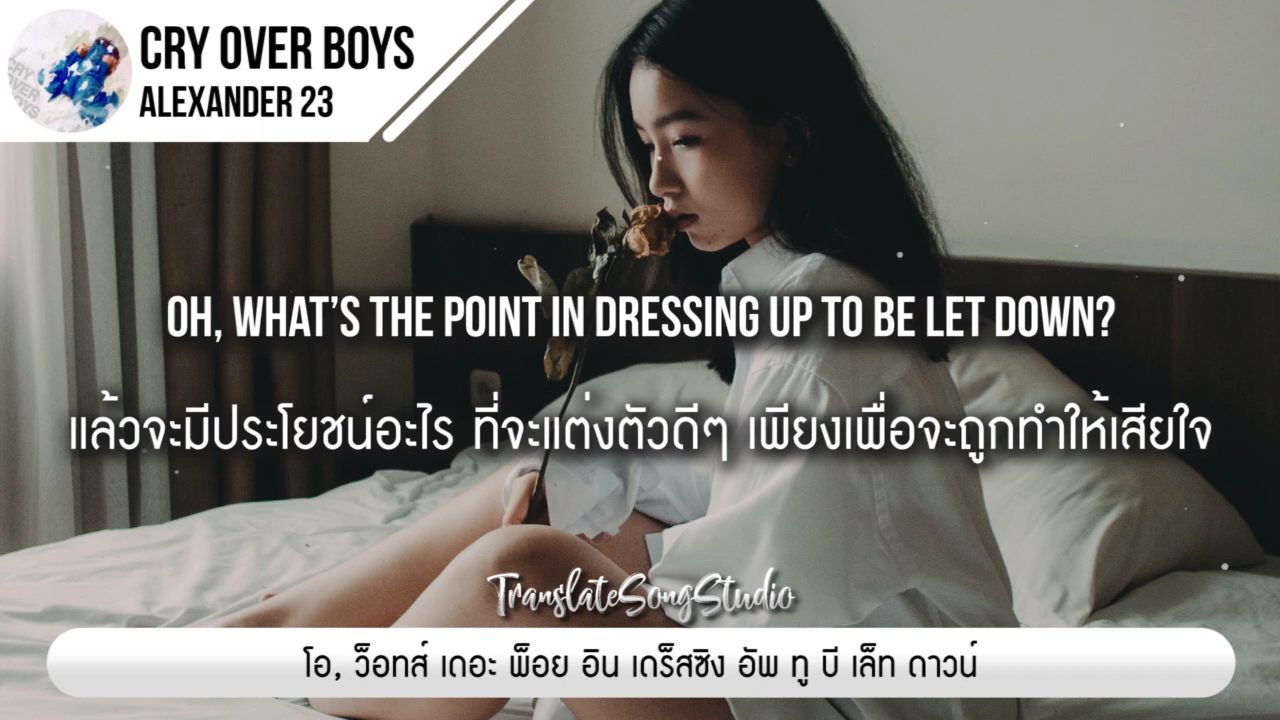 CRY OVER BOYS
ALEXANDER 23
CRY
OVER
BOYS
OH, WHAT'S THE POINT IN DRESSING UP TO BE LET DOWN?
แล้วจะมีประโยชน์อะไร ที่จะแต่งตัวดีๆ เพียงเพื่อจะถูกทำให้เสียใจ
TranslateSongStudio
โอ, ว็อทส์ เดอะ พ็อย อิน เดร็สซิง อัพ ทู บี เล็ท ดาวน์